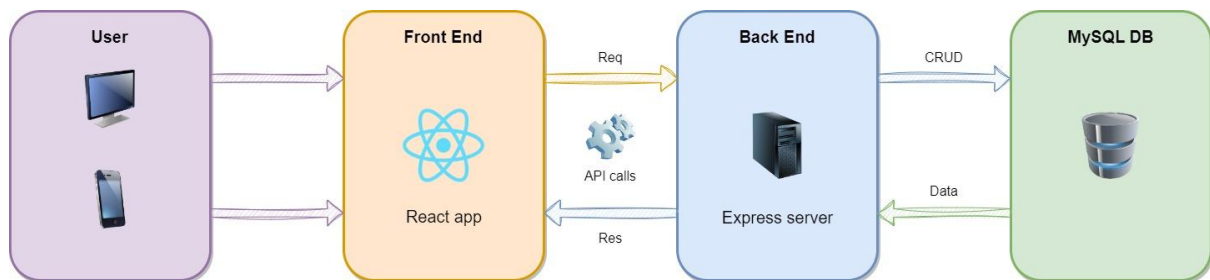 User
Front End
Back End
MySQL DB
Req
CRUD
API calls
React app
Express server
Data
Res